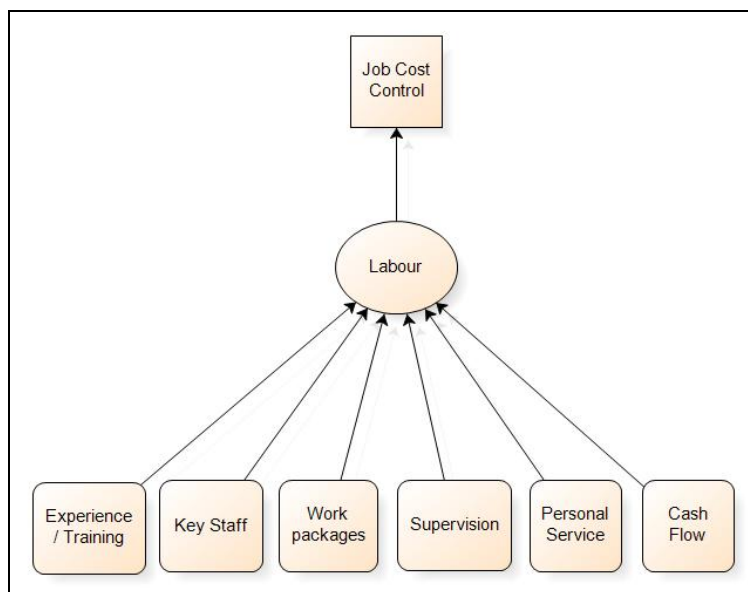 Job Cost
Control
Labour
Experience
/ Training
Key Staff
Work
packages
Supervision
Personal
Service
Cash
Flow